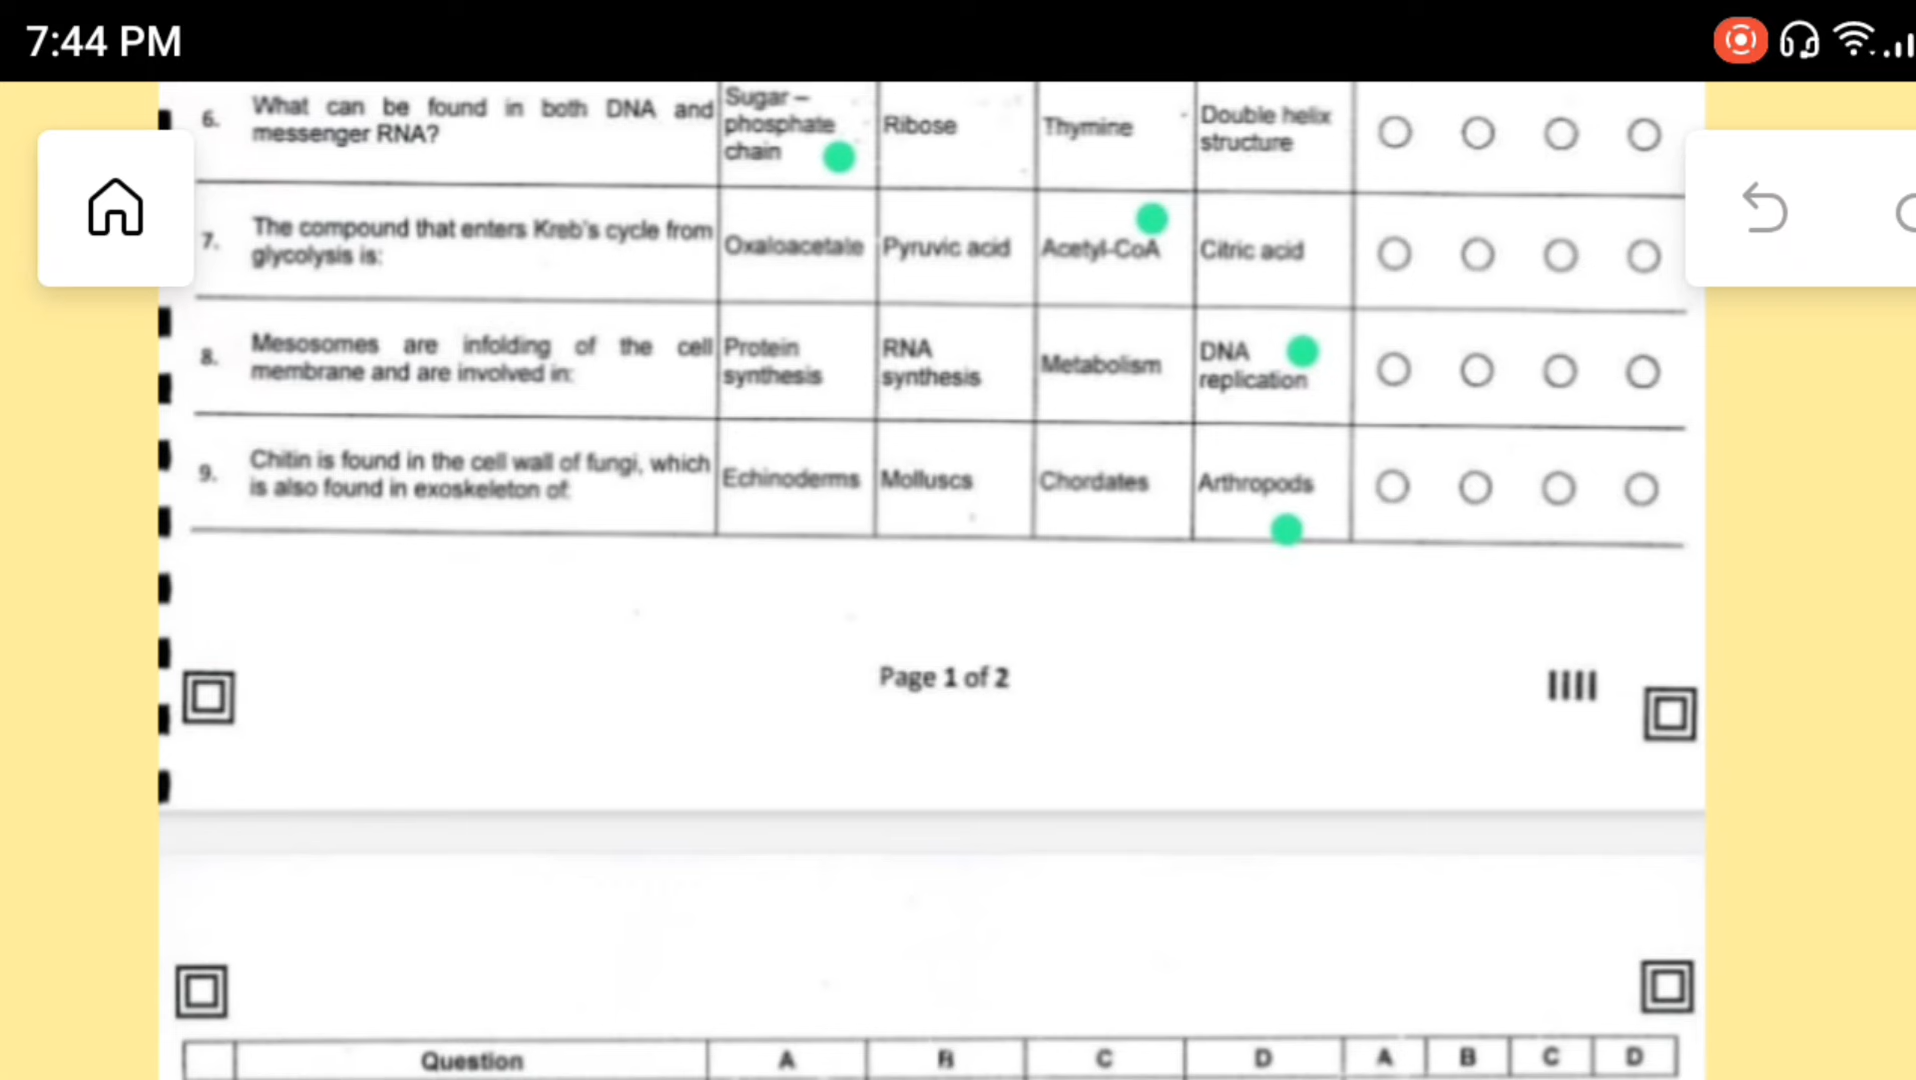 7:44 PM
6. What can be found in both DNA and messenger RNA? Sugar – phosphate chain Ribose Thymine Double helix structure
7. The compound that enters Kreb's cycle from glycolysis is: Oxaloacetate Pyruvic acid Acetyl-CoA Citric acid
8. Mesosomes are infolding of the cell membrane and are involved in: Protein synthesis RNA synthesis Metabolism DNA replication
9. Chitin is found in the cell wall of fungi, which is also found in exoskeleton of: Echinoderms Molluscs Chordates Arthropods
Page 1 of 2
Question A B C D A B C D